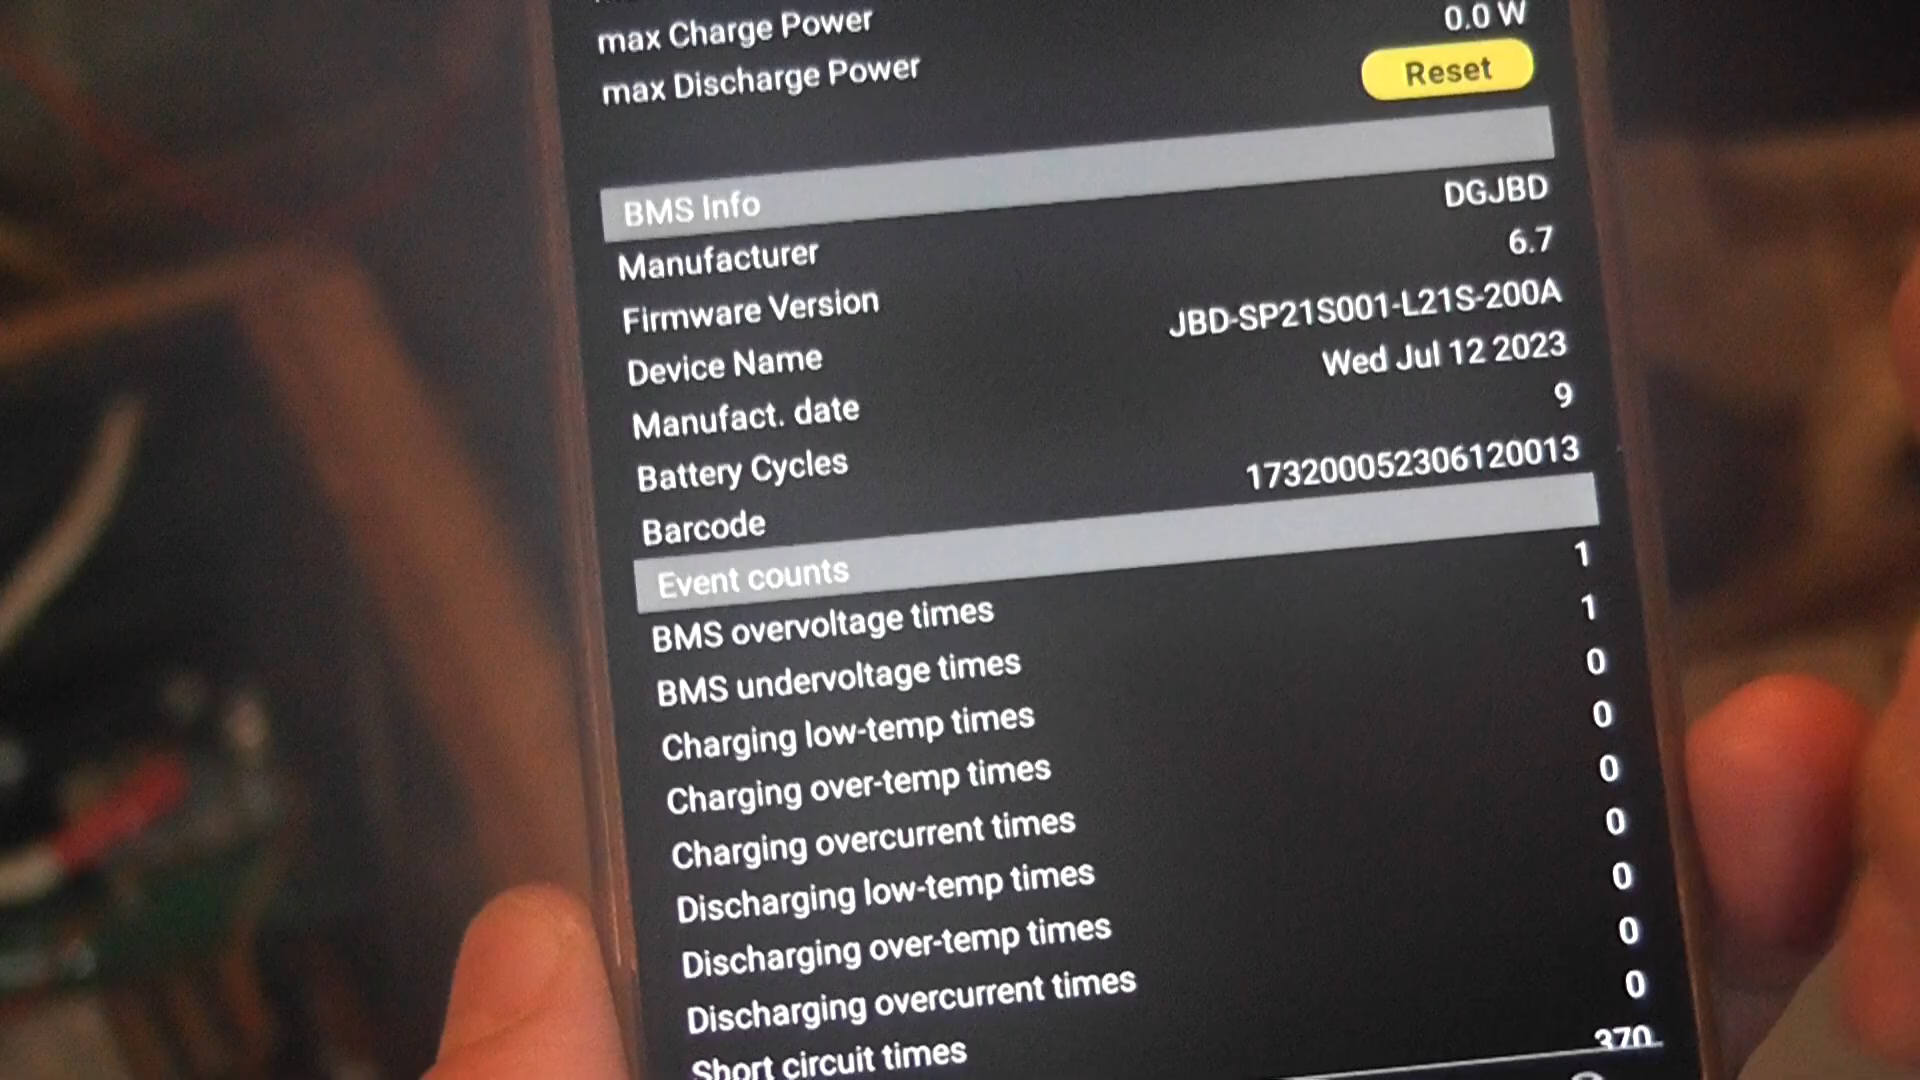 max Charge Power
max Discharge Power 0.0 W
Reset
BMS Info
Manufacturer DGJBD
Firmware Version 6.7
Device Name JBD-SP21S001-L21S-200A
Manufact. date Wed Jul 12 2023
Battery Cycles 9
Barcode 173200052306120013
Event counts
BMS overvoltage times 1
BMS undervoltage times 1
Charging low-temp times 0
Charging over-temp times 0
Charging overcurrent times 0
Discharging low-temp times 0
Discharging over-temp times 0
Discharging overcurrent times 0
Short circuit times 0
370